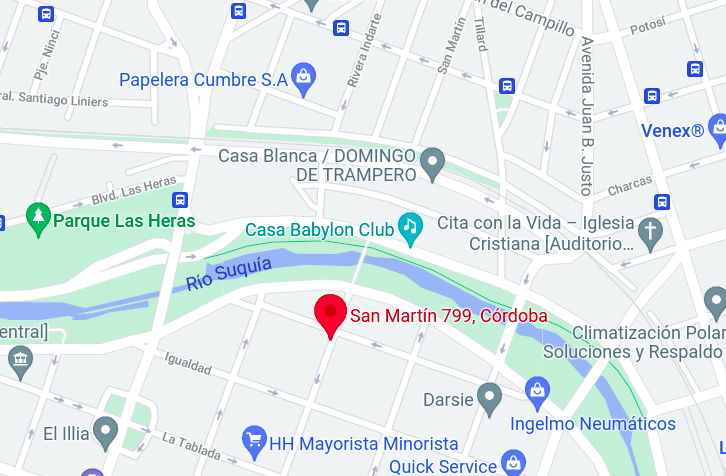 n del Campillo
Potosí
Pje. Ninci
Rivera Indarte
San Martín
Tillard
Avenida Juan B. Justo
Papelera Cumbre S.A
ral. Santiago Liniers
Venex®
Casa Blanca / DOMINGO
DE TRAMPERO
Charcas
Blvd. Las Heras
Parque Las Heras
Casa Babylon Club
Cita con la Vida – Iglesia
Cristiana [Auditorio...
Río Suquía
San Martín 799, Córdoba
entral]
Climatización Polar
Soluciones y Respaldo
Igualdad
Darsie
Ingelmo Neumáticos
El Illia
La Tablada
HH Mayorista Minorista
Quick Service
L